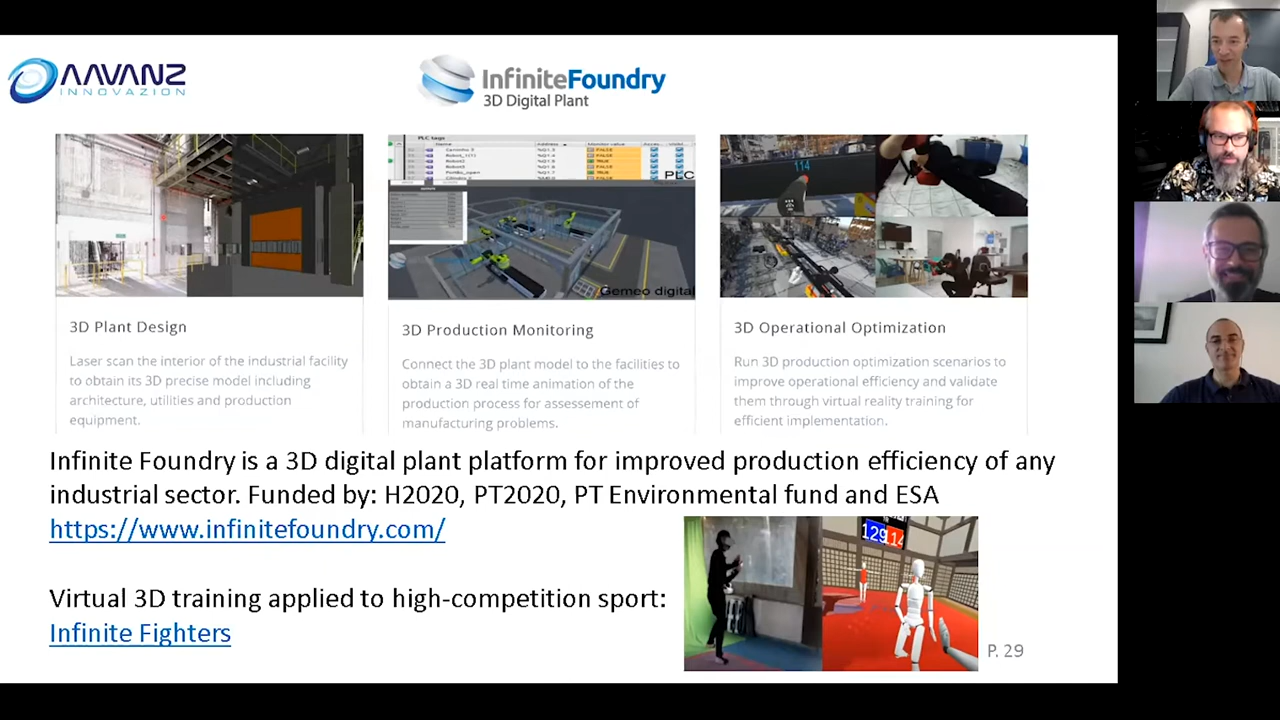 AAVANZ
INNOVAZION
InfiniteFoundry
3D Digital Plant
PLC tags
Name
PLC
114
Gemeo digital
3D Plant Design
Laser scan the interior of the industrial facility
to obtain its 3D precise model including
architecture, utilities and production
equipment.
3D Production Monitoring
Connect the 3D plant model to the facilities to
obtain a 3D real time animation of the
production process for assessement of
manufacturing problems.
3D Operational Optimization
Run 3D production optimization scenarios to
improve operational efficiency and validate
them through virtual reality training for
efficient implementation.
Infinite Foundry is a 3D digital plant platform for improved production efficiency of any
industrial sector. Funded by: H2020, PT2020, PT Environmental fund and ESA
https://www.infinitefoundry.com/
Virtual 3D training applied to high-competition sport:
Infinite Fighters
129 114
P. 29